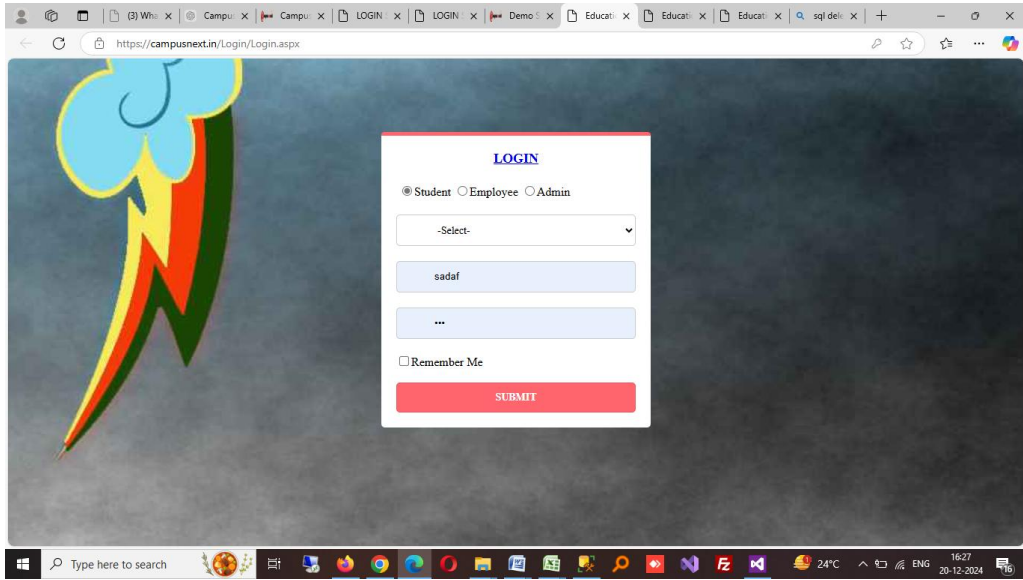 (3) Wha
Campu
Campu
LOGIN
LOGIN
Demo S
Educati
Educati
Educati
sql dele
https://campusnext.in/Login/Login.aspx
LOGIN
Student Employee Admin
-Select-
sadaf
•••
Remember Me
SUBMIT
Type here to search
24°C
ENG
16:27
20-12-2024
16